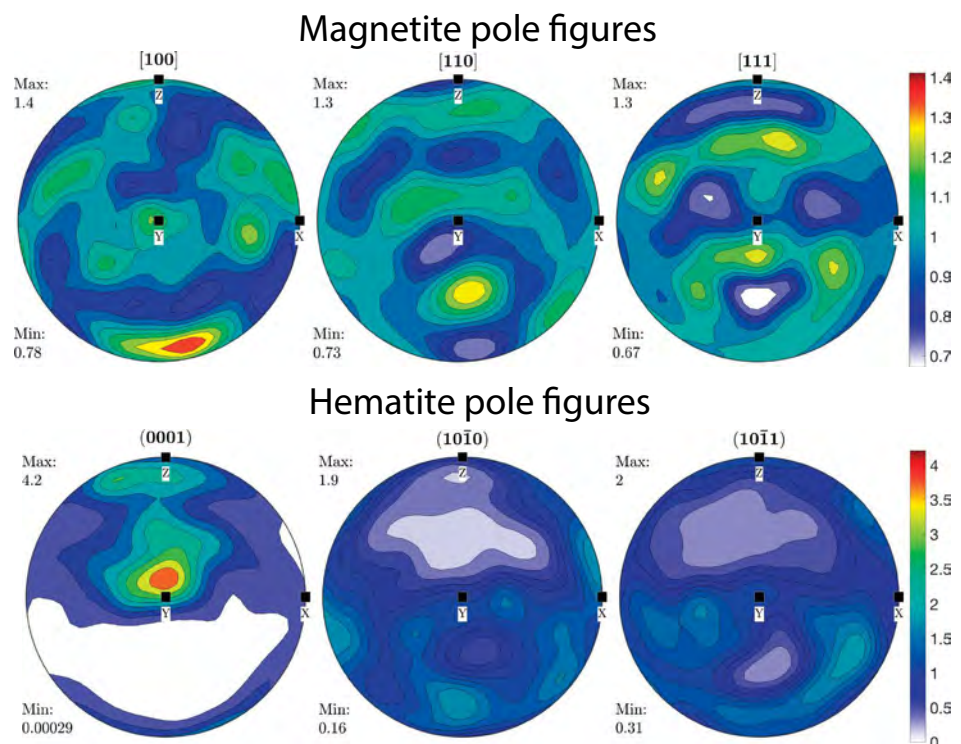 Magnetite pole figures
[100]
Max:
1.4
Z
Y
X
Min:
0.78
[110]
Max:
1.3
Z
Y
X
Min:
0.73
[111]
Max:
1.3
Z
Y
X
Min:
0.67
1.4
1.3
1.2
1.1
1
0.9
0.8
0.7
Hematite pole figures
(0001)
Max:
4.2
Z
Y
X
Min:
0.00029
(101̄0)
Max:
1.9
Z
Y
X
Min:
0.16
(101̄1)
Max:
2
Z
Y
X
Min:
0.31
4
3.5
3
2.5
2
1.5
1
0.5
0